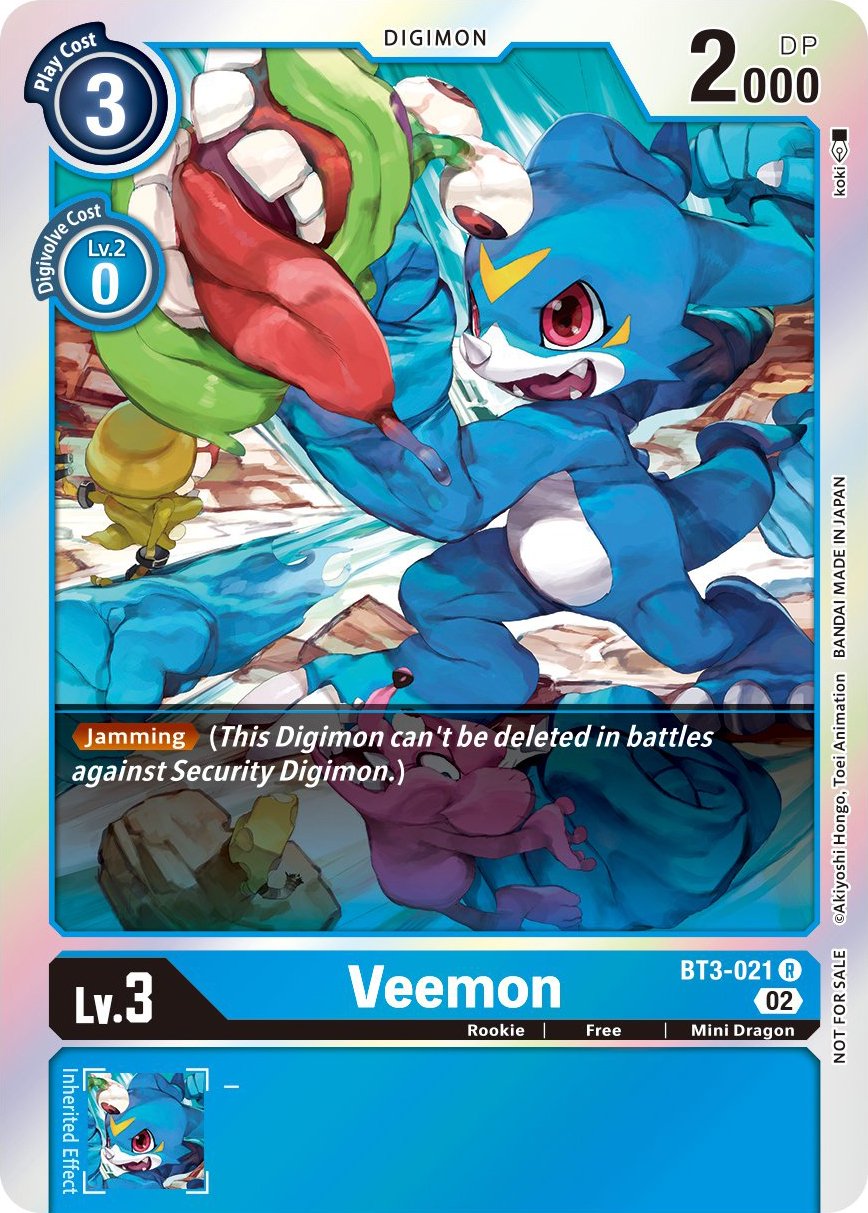 DIGIMON
Play Cost
3
DP
2000
koki
Digivolve Cost
Lv.2
0
Jamming (This Digimon can't be deleted in battles
against Security Digimon.)
©Akiyoshi Hongo, Toei Animation BANDAI MADE IN JAPAN
NOT FOR SALE
Lv.3
Veemon
BT3-021 R
02
Rookie | Free | Mini Dragon
Inherited Effect
–